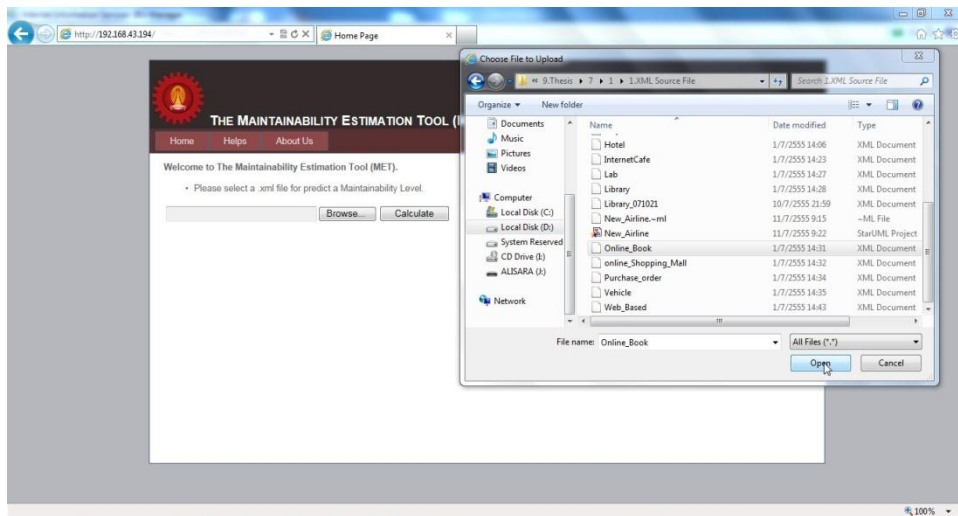 http://192.168.43.194/
Home Page
THE MAINTAINABILITY ESTIMATION TOOL (
Home Helps About Us
Welcome to The Maintainability Estimation Tool (MET).
• Please select a .xml file for predict a Maintainability Level.
Browse... Calculate
Choose File to Upload
« 9.Thesis ▸ 7 ▸ 1 ▸ 1.XML Source File
Search 1.XML Source File
Organize New folder
Documents
Music
Pictures
Videos
Computer
Local Disk (C:)
Local Disk (D:)
System Reserved
CD Drive (I:)
ALISARA (J:)
Network
Name Date modified Type
Hotel 1/7/2555 14:06 XML Document
InternetCafe 1/7/2555 14:23 XML Document
Lab 1/7/2555 14:27 XML Document
Library 1/7/2555 14:28 XML Document
Library_071021 10/7/2555 21:59 XML Document
New_Airline.~ml 11/7/2555 9:15 ~ML File
New_Airline 11/7/2555 9:22 StarUML Project
Online_Book 1/7/2555 14:31 XML Document
online_Shopping_Mall 1/7/2555 14:32 XML Document
Purchase_order 1/7/2555 14:34 XML Document
Vehicle 1/7/2555 14:35 XML Document
Web_Based 1/7/2555 14:43 XML Document
File name: Online_Book All Files (*.*)
Open Cancel
100%